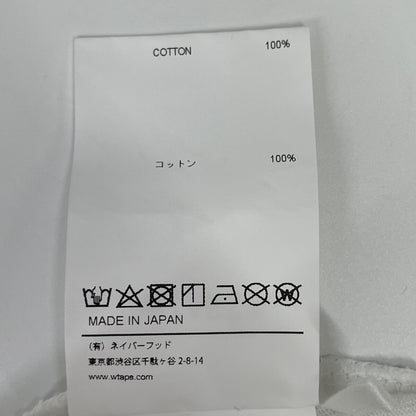 COTTON 100%
コットン 100%
MADE IN JAPAN
(有) ネイバーフッド
東京都渋谷区千駄ヶ谷 2-8-14
www.wtaps.com